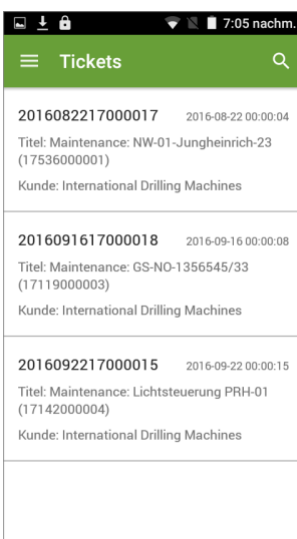 7:05 nachm.
Tickets
2016082217000017 2016-08-22 00:00:04
Titel: Maintenance: NW-01-Jungheinrich-23
(17536000001)
Kunde: International Drilling Machines
2016091617000018 2016-09-16 00:00:08
Titel: Maintenance: GS-NO-1356545/33
(17119000003)
Kunde: International Drilling Machines
2016092217000015 2016-09-22 00:00:15
Titel: Maintenance: Lichtsteuerung PRH-01
(17142000004)
Kunde: International Drilling Machines